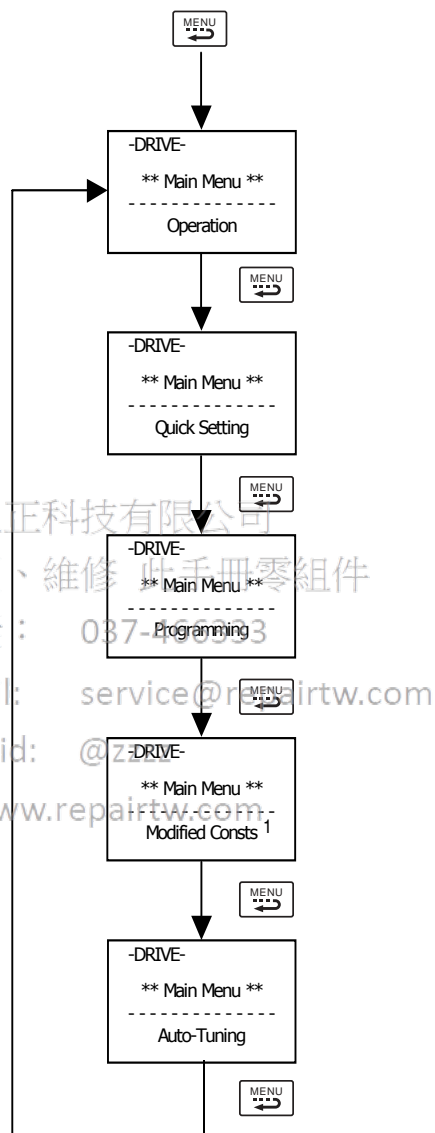 MENU
-DRIVE-
** Main Menu **
--------------
Operation
MENU
-DRIVE-
** Main Menu **
--------------
Quick Setting
MENU
正科技有限公司
-DRIVE-
、維修 此手冊零組件
** Main Menu **
--------------
: 037-466333
Programming
MENU
l: service@repairtw.com
id: @zzzz
-DRIVE-
** Main Menu **
ww.repairtw.com
--------------
Modified Consts 1
MENU
-DRIVE-
** Main Menu **
--------------
Auto-Tuning
MENU